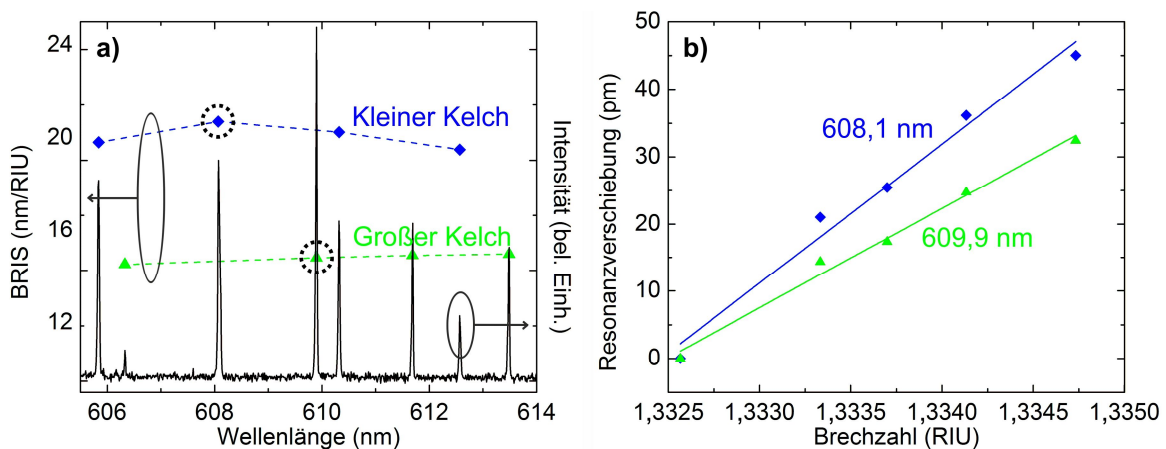 a)
24
20
16
12
BRIS (nm/RIU)
Kleiner Kelch
Großer Kelch
Intensität (bel. Einh.)
606 608 610 612 614
Wellenlänge (nm)
b)
50
40
30
20
10
0
Resonanzverschiebung (pm)
608,1 nm
609,9 nm
1,3325 1,3330 1,3335 1,3340 1,3345 1,3350
Brechzahl (RIU)